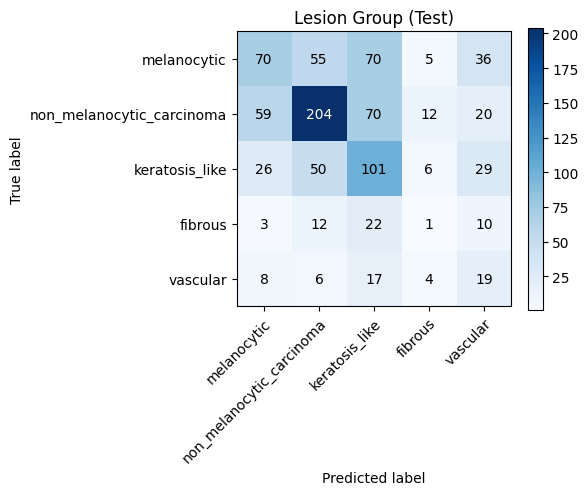 Lesion Group (Test)
True label
melanocytic 70 55 70 5 36
non_melanocytic_carcinoma 59 204 70 12 20
keratosis_like 26 50 101 6 29
fibrous 3 12 22 1 10
vascular 8 6 17 4 19
melanocytic
non_melanocytic_carcinoma
keratosis_like
fibrous
vascular
Predicted label
200
175
150
125
100
75
50
25